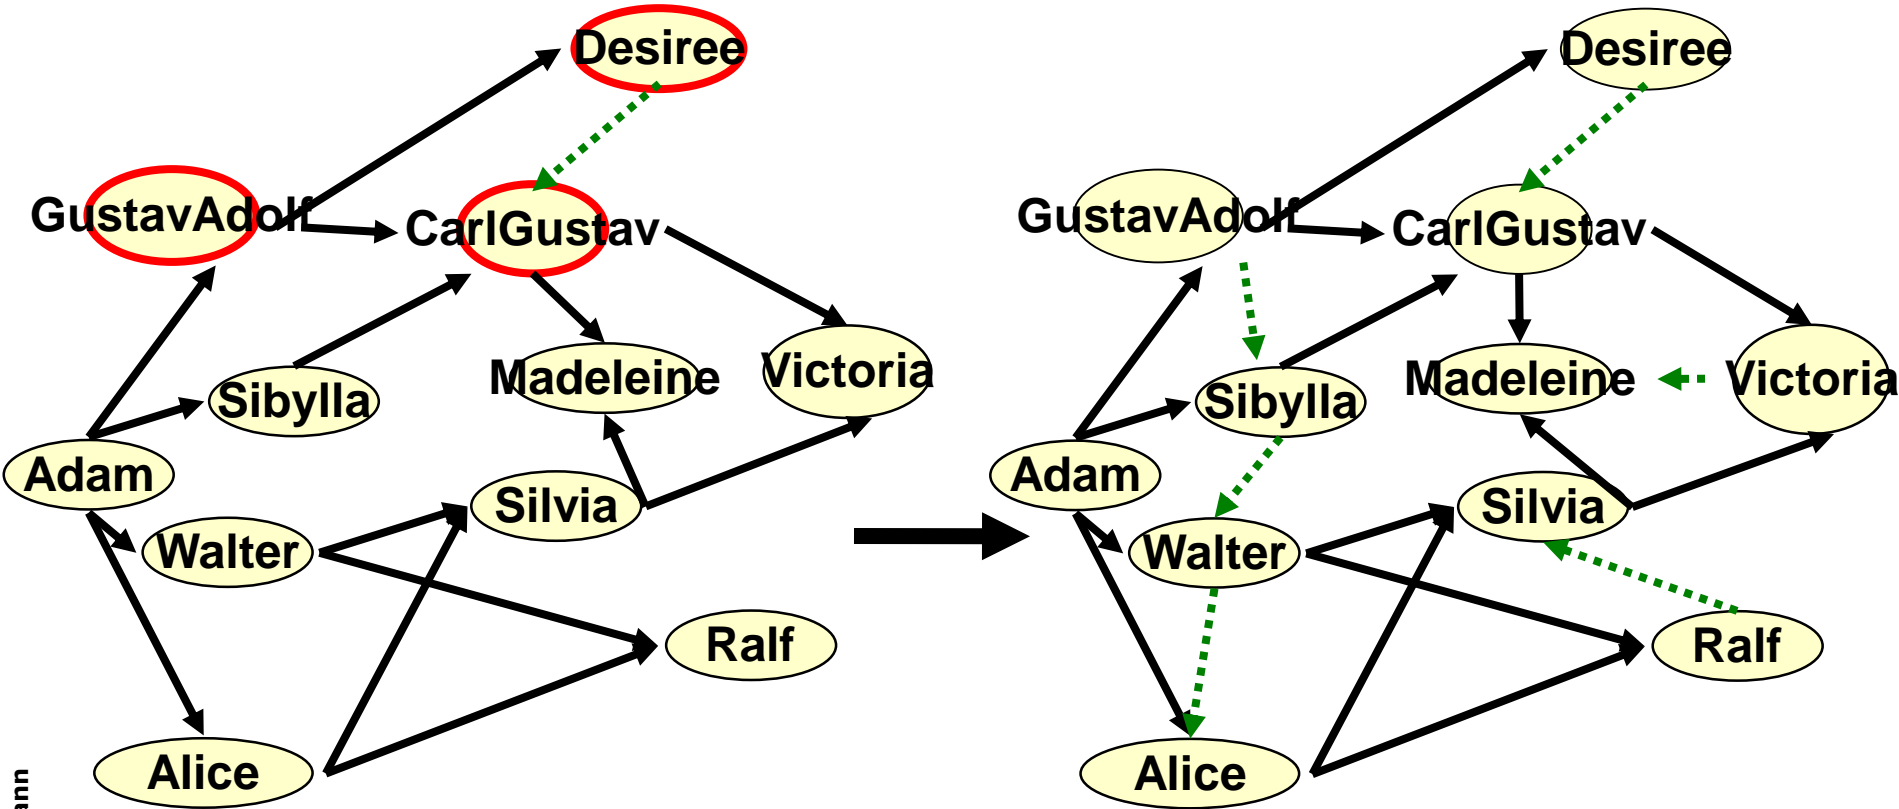 Desiree
GustavAdolf
CarlGustav
Madeleine
Victoria
Sibylla
Adam
Silvia
Walter
Ralf
Alice
Desiree
GustavAdolf
CarlGustav
Madeleine
Victoria
Sibylla
Adam
Silvia
Walter
Ralf
Alice
ann